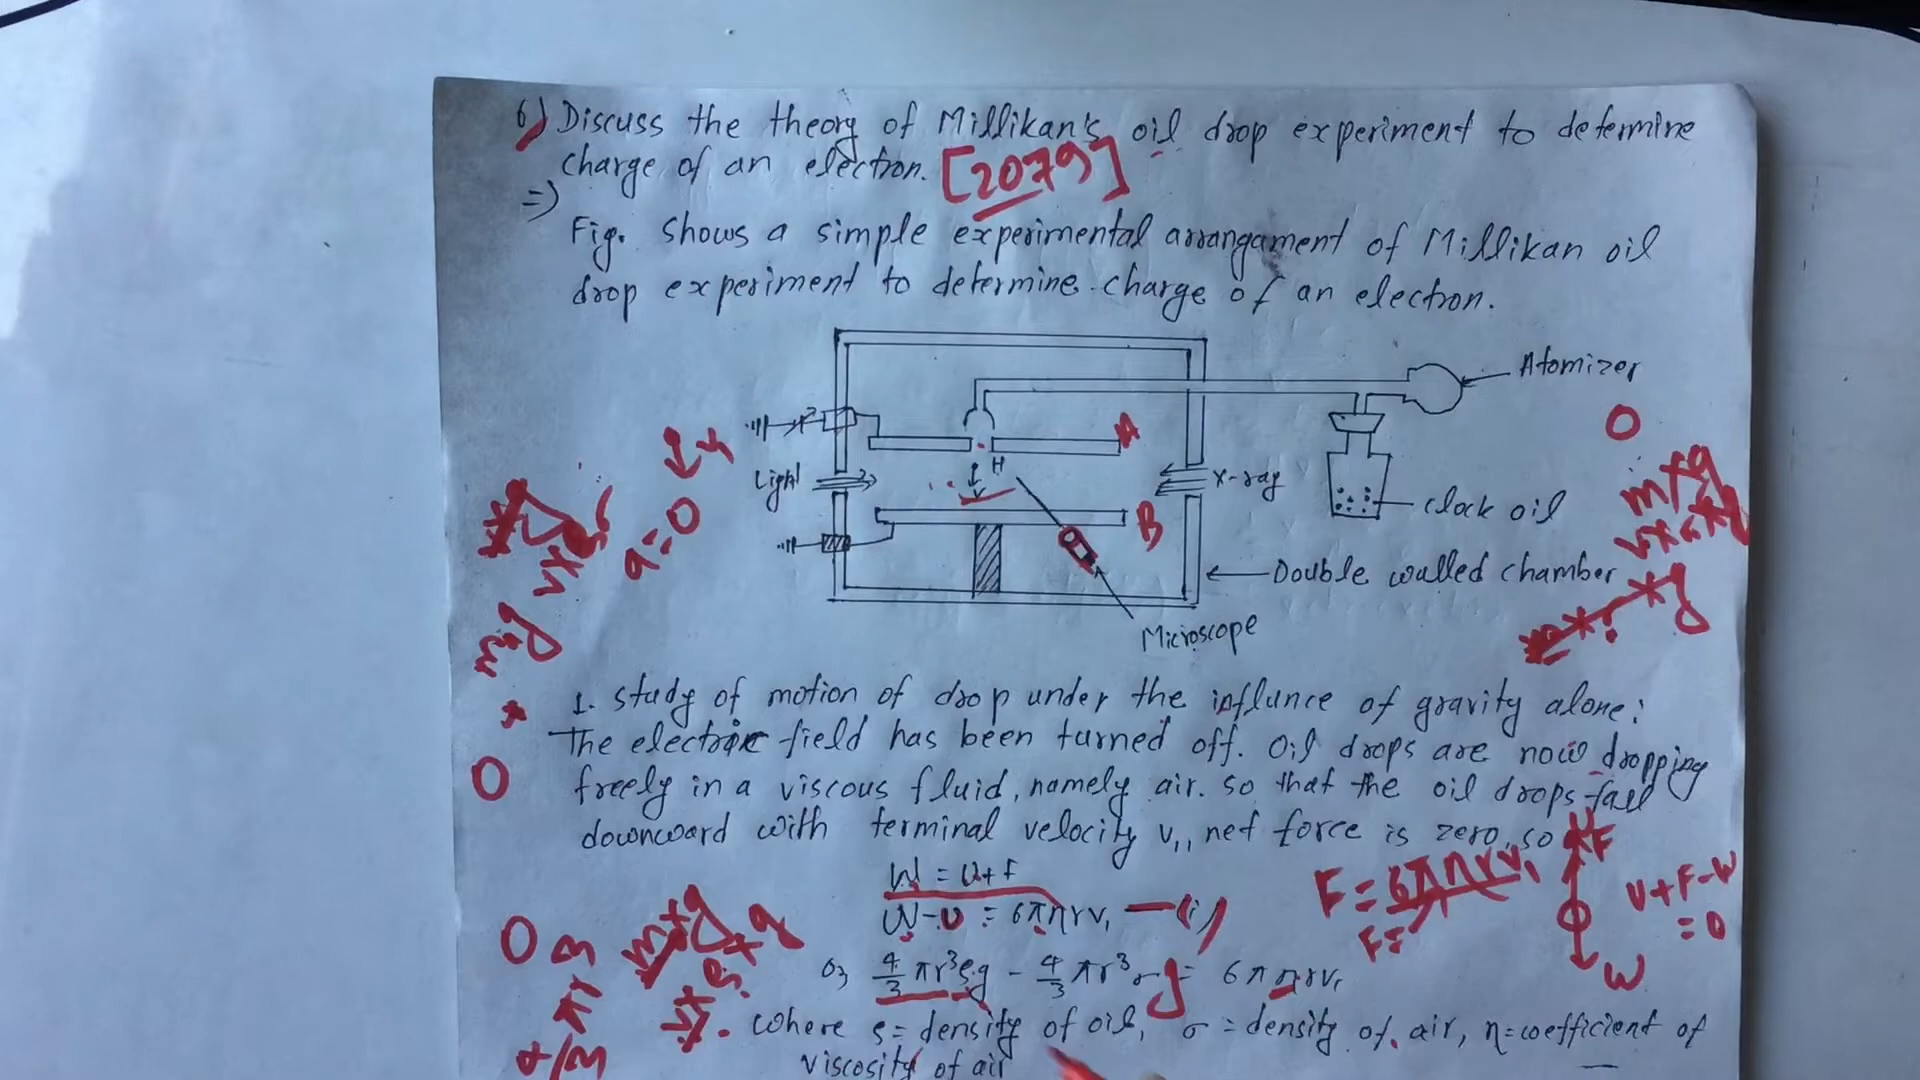 6) Discuss the theory of Millikan's oil drop experiment to determine
charge of an electron. [2079]
=)
Fig. Shows a simple experimental arrangament of Millikan oil
drop experiment to determine charge of an electron.
Atomizer
A
H
Light
X-ray
v
B
clock oil
Double walled chamber
Microscope
a=0
1. study of motion of drop under the influnce of gravity alone:
The electric field has been turned off. Oil drops are now dropping
freely in a viscous fluid, namely air. so that the oil drops fall
downward with terminal velocity v₁, net force is zero, so
W = U+F
W-U = 6πηrv₁ —(i)
or 4/3 πr³ρg - 4/3 πr³σg = 6πηrv₁
F = 6πηrv₁
F=
U+F-W
=0
W
where ρ = density of oil, σ = density of air, η=coefficient of
viscosity of air